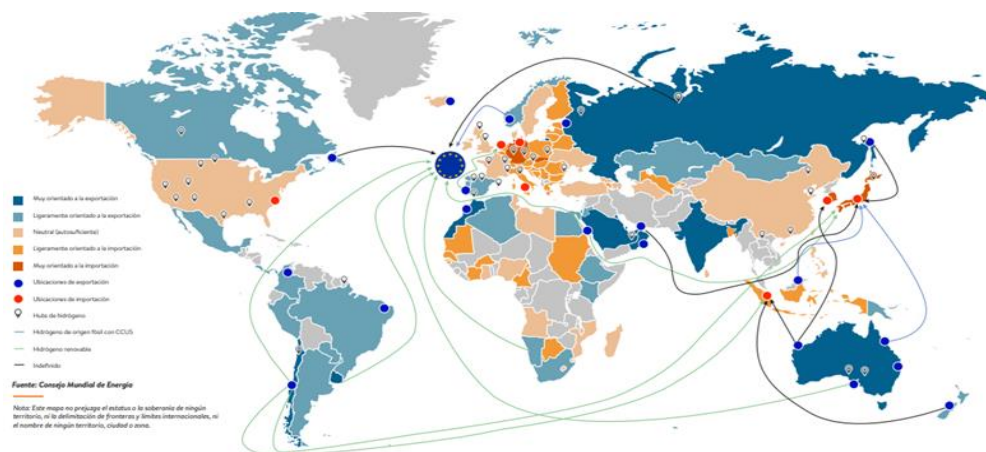 Muy orientado a la exportación
Ligeramente orientado a la exportación
Neutral (autosuficiente)
Ligeramente orientado a la importación
Muy orientado a la importación
Ubicaciones de exportación
Ubicaciones de importación
Hubs de hidrógeno
Hidrógeno de origen fósil con CCUS
Hidrógeno renovable
Indefinido
Fuente: Consejo Mundial de Energía
Nota: Este mapa no prejuzga el estatus o la soberanía de ningún
territorio, ni la delimitación de fronteras y límites internacionales, ni
el nombre de ningún territorio, ciudad o zona.